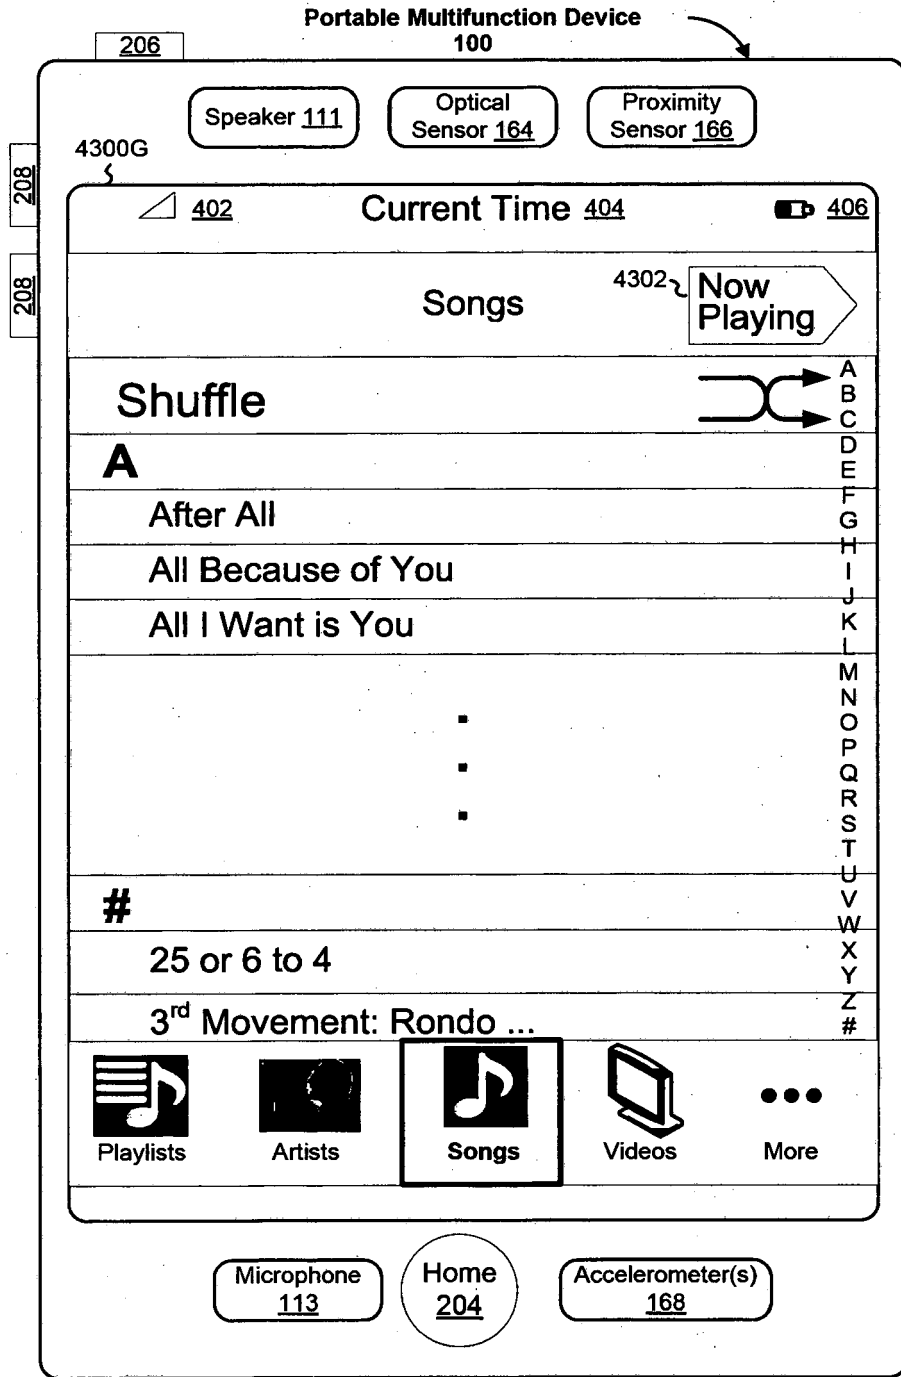 Portable Multifunction Device
100
206
Speaker 111
Optical
Sensor 164
Proximity
Sensor 166
4300G
208
208
402
Current Time 404
406
Songs
4302
Now
Playing
Shuffle
A
After All
All Because of You
All I Want is You
#
25 or 6 to 4
3rd Movement: Rondo ...
A
B
C
D
E
F
G
H
I
J
K
L
M
N
O
P
Q
R
S
T
U
V
W
X
Y
Z
#
Playlists
Artists
Songs
Videos
More
Microphone
113
Home
204
Accelerometer(s)
168